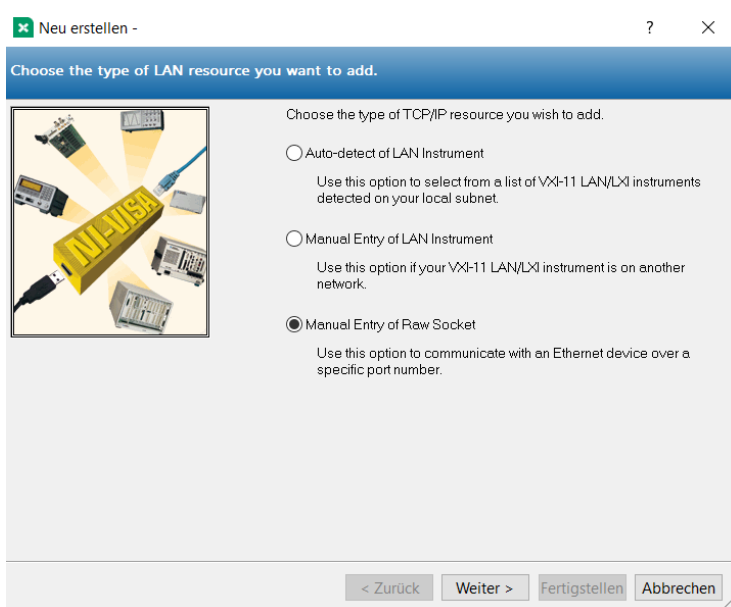 Neu erstellen -
?
Choose the type of LAN resource you want to add.
NI-VISA
Choose the type of TCP/IP resource you wish to add.
Auto-detect of LAN Instrument
Use this option to select from a list of VXI-11 LAN/LXI instruments
detected on your local subnet.
Manual Entry of LAN Instrument
Use this option if your VXI-11 LAN/LXI instrument is on another
network.
Manual Entry of Raw Socket
Use this option to communicate with an Ethernet device over a
specific port number.
< Zurück
Weiter >
Fertigstellen
Abbrechen